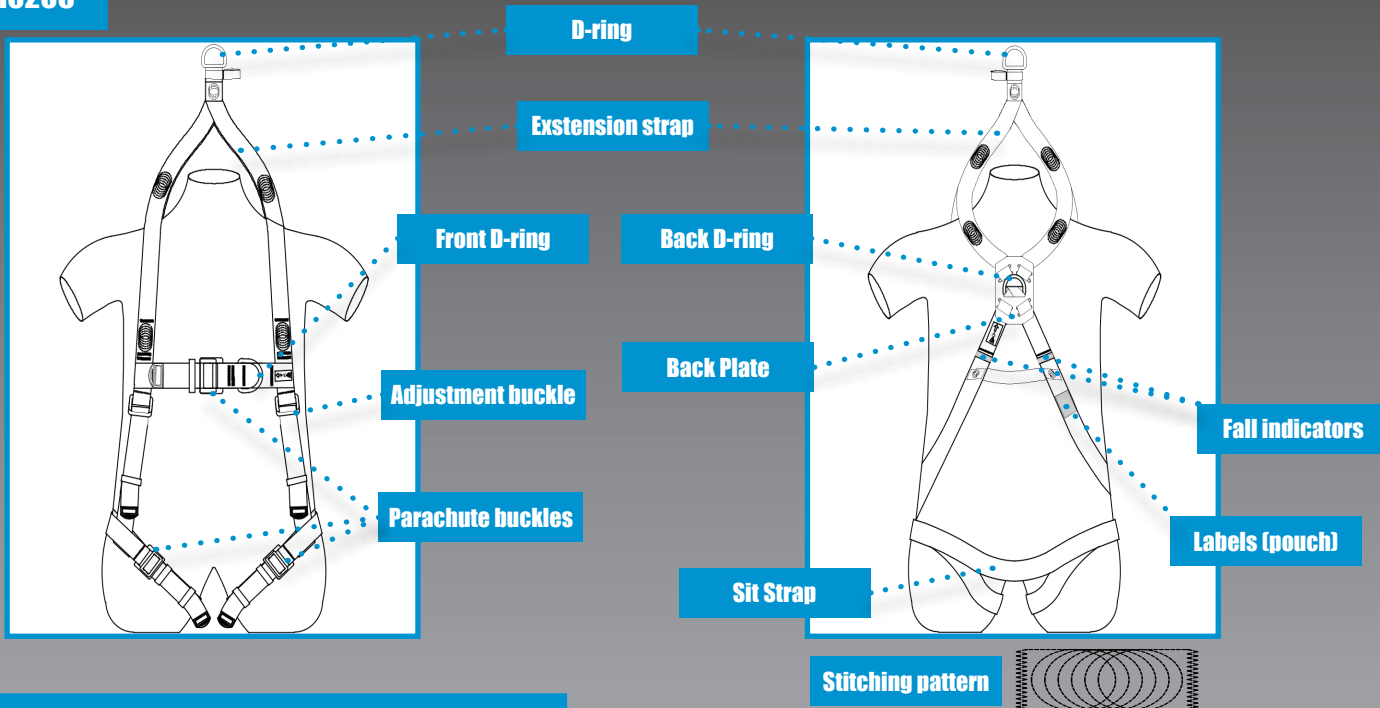 D-ring
Exstension strap
Front D-ring
Back D-ring
Back Plate
Adjustment buckle
Fall indicators
Parachute buckles
Labels (pouch)
Sit Strap
Stitching pattern